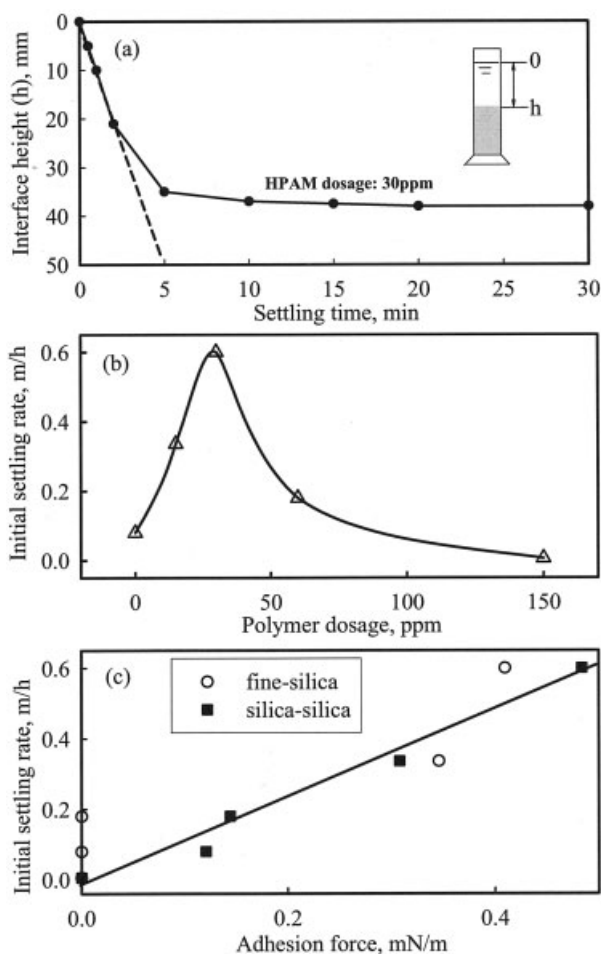 0
10
20
30
40
50
Interface height (h), mm
(a)
0
h
HPAM dosage: 30ppm
0 5 10 15 20 25 30
Settling time, min
0.6
0.4
0.2
0.0
Initial settling rate, m/h
(b)
0 50 100 150
Polymer dosage, ppm
0.6
0.4
0.2
0.0
Initial settling rate, m/h
(c)
fine-silica
silica-silica
0.0 0.2 0.4
Adhesion force, mN/m